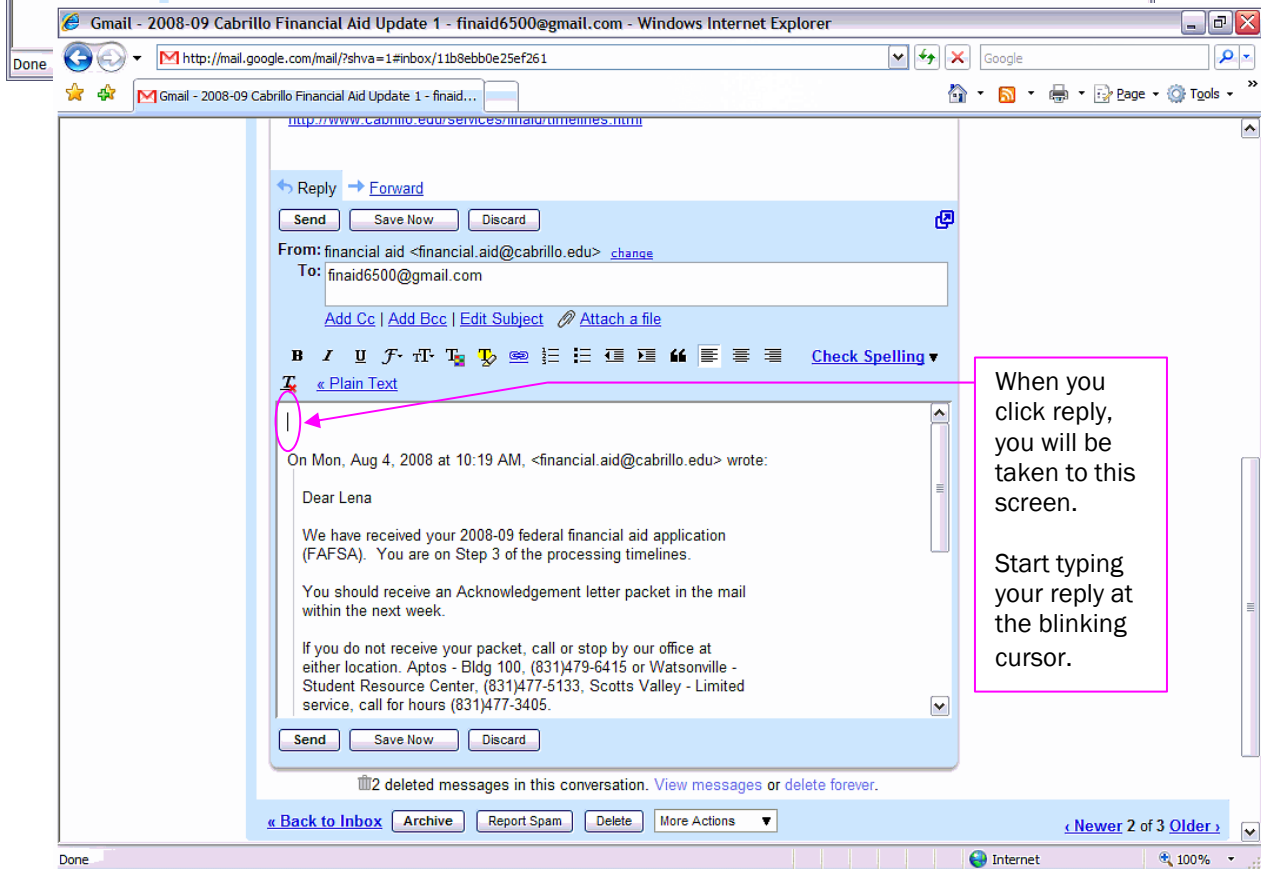 Gmail - 2008-09 Cabrillo Financial Aid Update 1 - finaid6500@gmail.com - Windows Internet Explorer
Done
http://mail.google.com/mail/?shva=1#inbox/11b8ebb0e25ef261
Google
Gmail - 2008-09 Cabrillo Financial Aid Update 1 - finaid...
Page
Tools
http://www.cabrillo.edu/services/finaid/timelines.html
Reply
Forward
Send
Save Now
Discard
From: financial aid <financial.aid@cabrillo.edu> change
To: finaid6500@gmail.com
Add Cc | Add Bcc | Edit Subject Attach a file
B I U F T T T Check Spelling
T « Plain Text
When you
click reply,
you will be
taken to this
screen.
Start typing
your reply at
the blinking
cursor.
On Mon, Aug 4, 2008 at 10:19 AM, <financial.aid@cabrillo.edu> wrote:
Dear Lena
We have received your 2008-09 federal financial aid application
(FAFSA). You are on Step 3 of the processing timelines.
You should receive an Acknowledgement letter packet in the mail
within the next week.
If you do not receive your packet, call or stop by our office at
either location. Aptos - Bldg 100, (831)479-6415 or Watsonville -
Student Resource Center, (831)477-5133, Scotts Valley - Limited
service, call for hours (831)477-3405.
Send
Save Now
Discard
2 deleted messages in this conversation. View messages or delete forever.
« Back to Inbox Archive Report Spam Delete More Actions ‹ Newer 2 of 3 Older ›
Done
Internet
100%